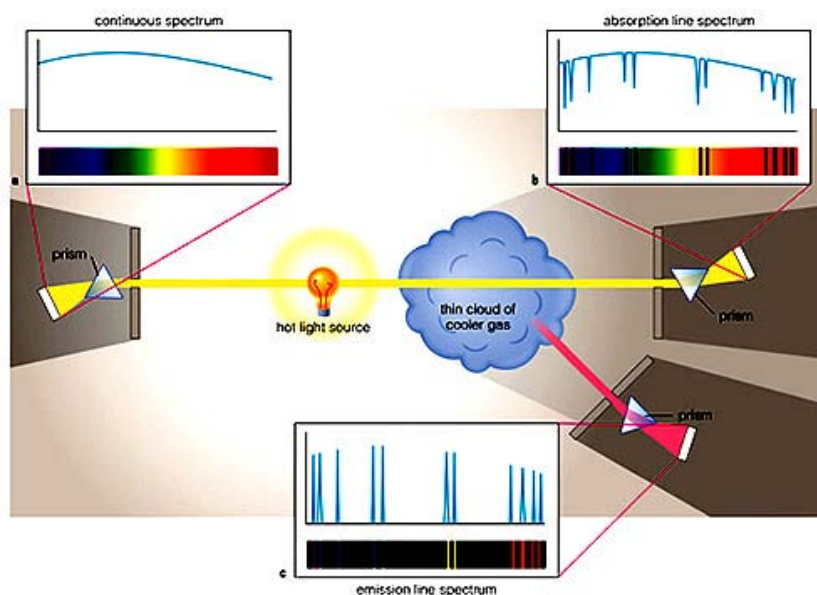 continuous spectrum
absorption line spectrum
a
b
prism
hot light source
thin cloud of
cooler gas
prism
prism
c
emission line spectrum